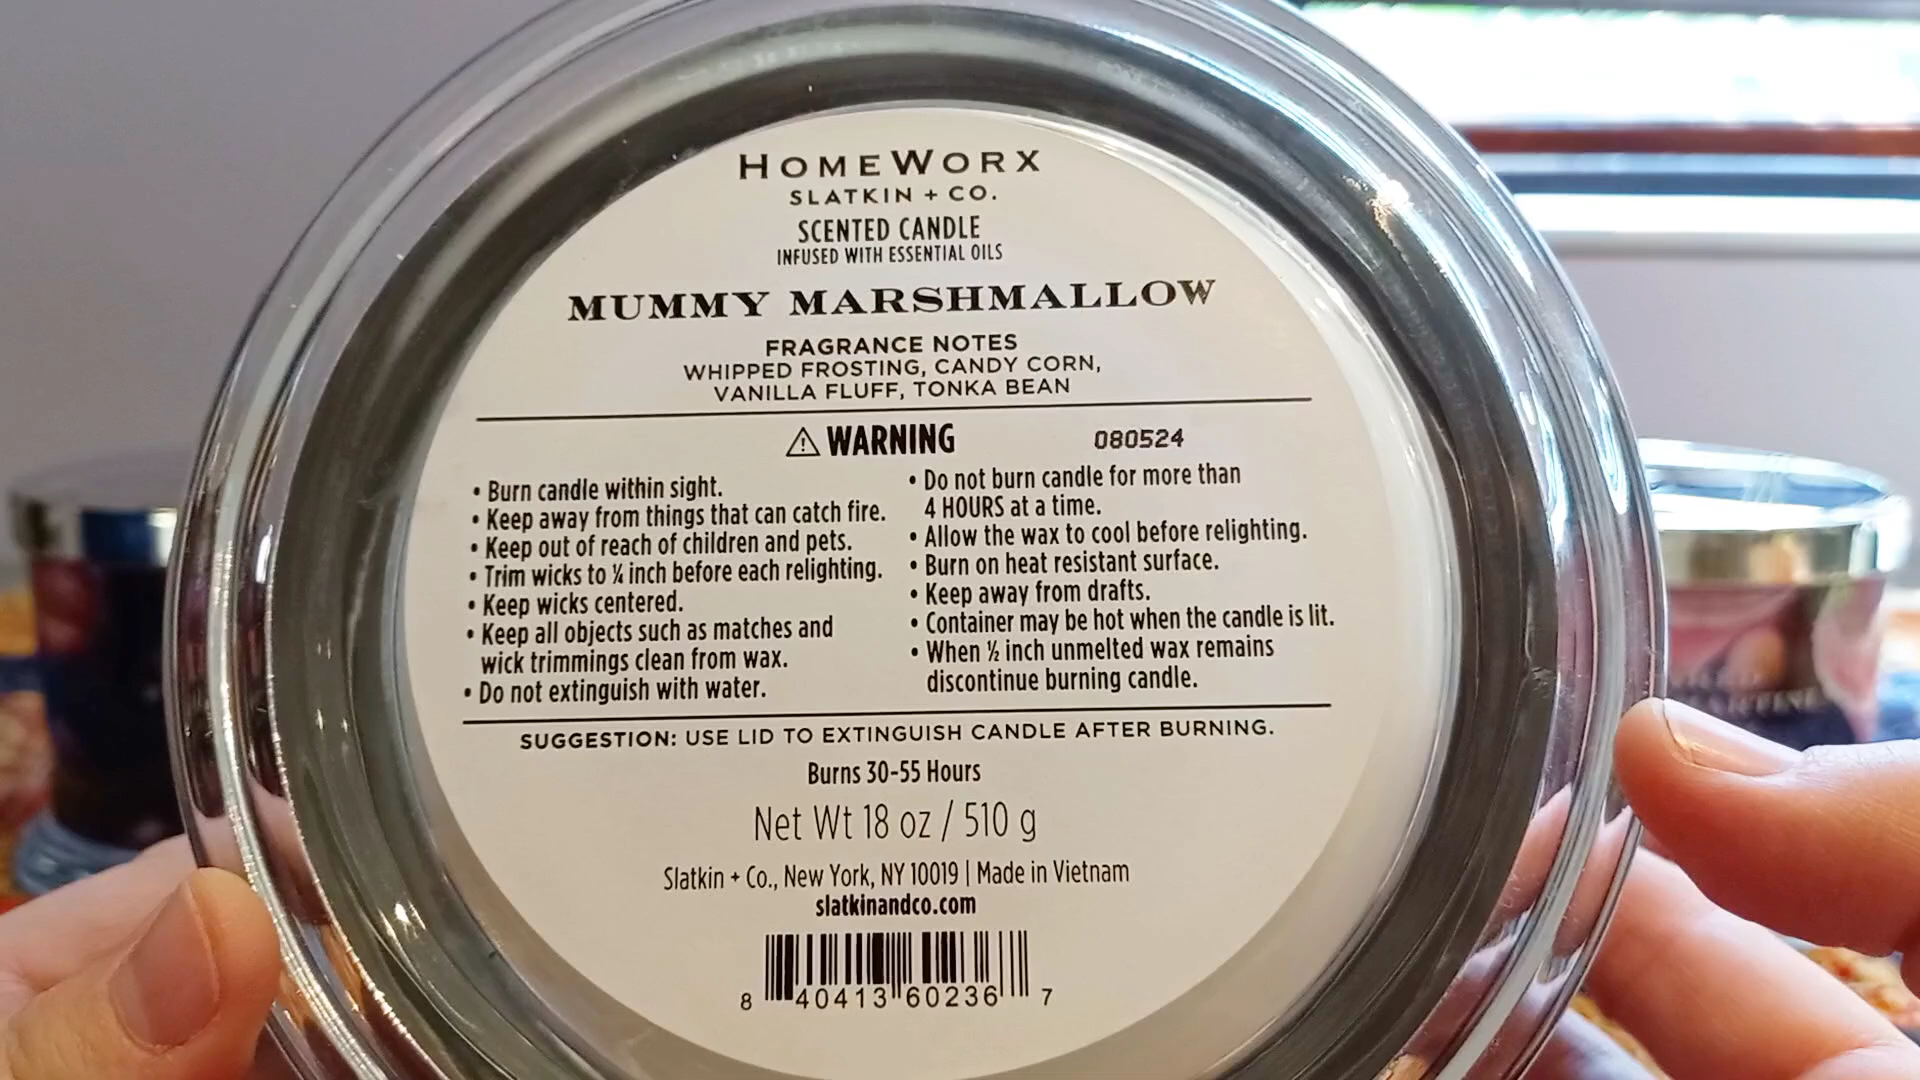 HOMEWORX
SLATKIN + CO.
SCENTED CANDLE
INFUSED WITH ESSENTIAL OILS
MUMMY MARSHMALLOW
FRAGRANCE NOTES
WHIPPED FROSTING, CANDY CORN,
VANILLA FLUFF, TONKA BEAN
⚠ WARNING
080524
• Burn candle within sight.
• Keep away from things that can catch fire.
• Keep out of reach of children and pets.
• Trim wicks to ¼ inch before each relighting.
• Keep wicks centered.
• Keep all objects such as matches and
wick trimmings clean from wax.
• Do not extinguish with water.
• Do not burn candle for more than
4 HOURS at a time.
• Allow the wax to cool before relighting.
• Burn on heat resistant surface.
• Keep away from drafts.
• Container may be hot when the candle is lit.
• When ½ inch unmelted wax remains
discontinue burning candle.
SUGGESTION: USE LID TO EXTINGUISH CANDLE AFTER BURNING.
Burns 30-55 Hours
Net Wt 18 oz / 510 g
Slatkin + Co., New York, NY 10019 | Made in Vietnam
slatkinandco.com
8 40413 60236 7